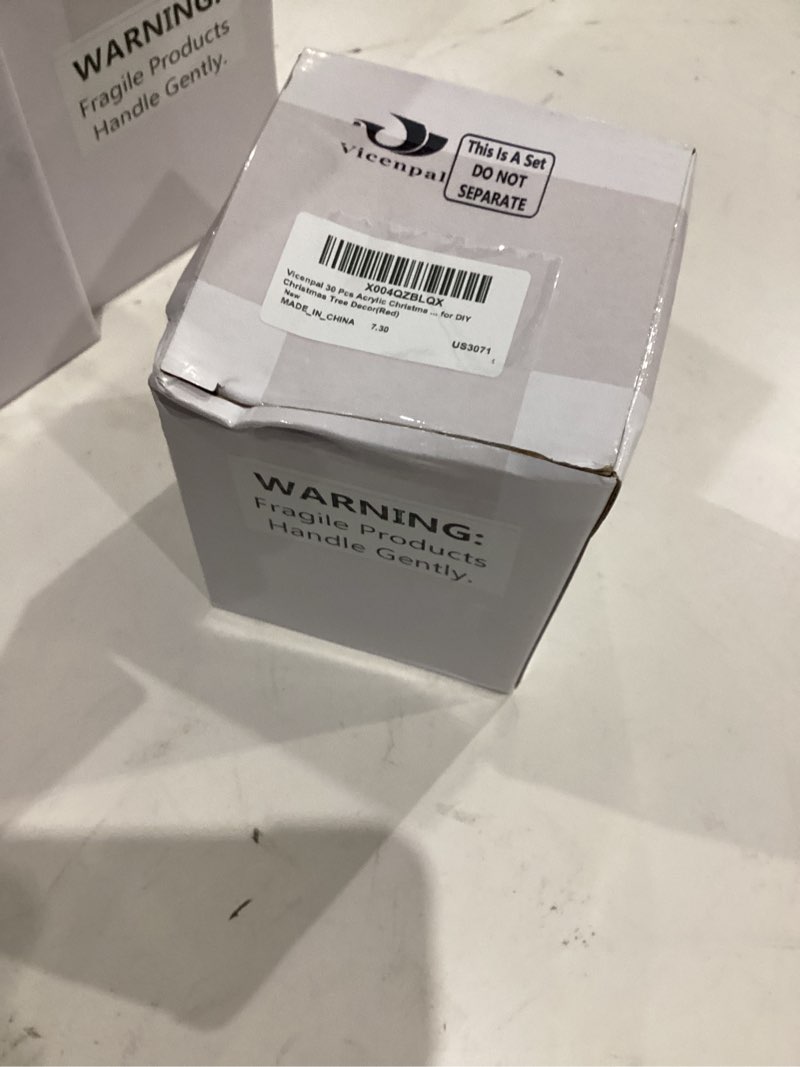 WARNING:
Fragile Products
Handle Gently.
Vicenpal
This Is A Set
DO NOT
SEPARATE
X004QZBLQX
Vicenpal 30 Pcs Acrylic Christma ... for DIY
Christmas Tree Decor(Red)
New
MADE_IN_CHINA 7.30
US3071
WARNING:
Fragile Products
Handle Gently.